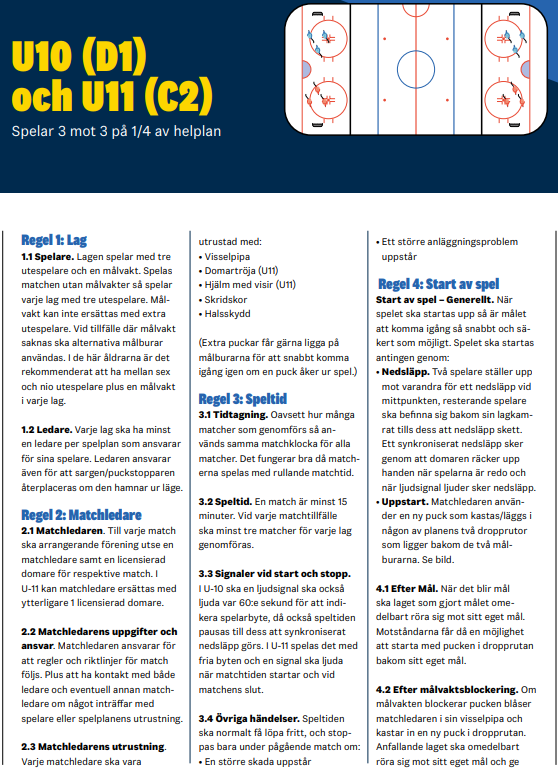 U10 (D1)
och U11 (C2)
Spelar 3 mot 3 på 1/4 av helplan
Regel 1: Lag
1.1 Spelare. Lagen spelar med tre
utespelare och en målvakt. Spelas
matchen utan målvakter så spelar
varje lag med tre utespelare. Mål-
vakt kan inte ersättas med extra
utespelare. Vid tillfälle där målvakt
saknas ska alternativa målburar
användas. I de här åldrarna är det
rekommenderat att ha mellan sex
och nio utespelare plus en målvakt
i varje lag.
1.2 Ledare. Varje lag ska ha minst
en ledare per spelplan som ansvarar
för sina spelare. Ledaren ansvarar
även för att sargen/puckstopparen
återplaceras om den hamnar ur läge.
Regel 2: Matchledare
2.1 Matchledaren. Till varje match
ska arrangerande förening utse en
matchledare samt en licensierad
domare för respektive match. I
U-11 kan matchledare ersättas med
ytterligare 1 licensierad domare.
2.2 Matchledarens uppgifter och
ansvar. Matchledaren ansvarar för
att regler och riktlinjer för match
följs. Plus att ha kontakt med både
ledare och eventuell annan match-
ledare om något inträffar med
spelare eller spelplanens utrustning.
2.3 Matchledarens utrustning.
Varje matchledare ska vara
utrustad med:
• Visselpipa
• Domartröja (U11)
• Hjälm med visir (U11)
• Skridskor
• Halsskydd
(Extra puckar får gärna ligga på
målburarna för att snabbt komma
igång igen om en puck åker ur spel.)
Regel 3: Speltid
3.1 Tidtagning. Oavsett hur många
matcher som genomförs så an-
vänds samma matchklocka för alla
matcher. Det fungerar bra då match-
erna spelas med rullande matchtid.
3.2 Speltid. En match är minst 15
minuter. Vid varje matchtillfälle
ska minst tre matcher för varje lag
genomföras.
3.3 Signaler vid start och stopp.
I U-10 ska en ljudsignal ska också
ljuda var 60:e sekund för att indi-
kera spelarbyte, då också speltiden
pausas till dess att synkroniserat
nedsläpp görs. I U-11 spelas det med
fria byten och en signal ska ljuda
när matchtiden startar och vid
matchens slut.
3.4 Övriga händelser. Speltiden
ska normalt få löpa fritt, och stop-
pas bara under pågående match om:
• En större skada uppstår
• Ett större anläggningsproblem
uppstår
Regel 4: Start av spel
Start av spel – Generellt. När
spelet ska startas upp så är målet
att komma igång så snabbt och sä-
kert som möjligt. Spelet ska startas
antingen genom:
• Nedsläpp. Två spelare ställer upp
mot varandra för ett nedsläpp vid
mittpunkten, resterande spelare
ska befinna sig bakom sin lagkam-
rat tills dess att nedsläpp skett.
Ett synkroniserat nedsläpp sker
genom att domaren räcker upp
handen när spelarna är redo och
när ljudsignal ljuder sker nedsläpp.
• Uppstart. Matchledaren använ-
der en ny puck som kastas/läggs i
någon av planens två dropprutor
som ligger bakom de två mål-
burarna. Se bild.
4.1 Efter Mål. När det blir mål
ska laget som gjort målet ome-
delbart röra sig mot sitt eget mål.
Motståndarna får då en möjlighet
att starta med pucken i dropprutan
bakom sitt eget mål.
4.2 Efter målvaktsblockering. Om
målvakten blockerar pucken blåser
matchledaren i sin visselpipa och
kastar in en ny puck i dropprutan.
Anfallande laget ska omedelbart
röra sig mot sitt eget mål och ge